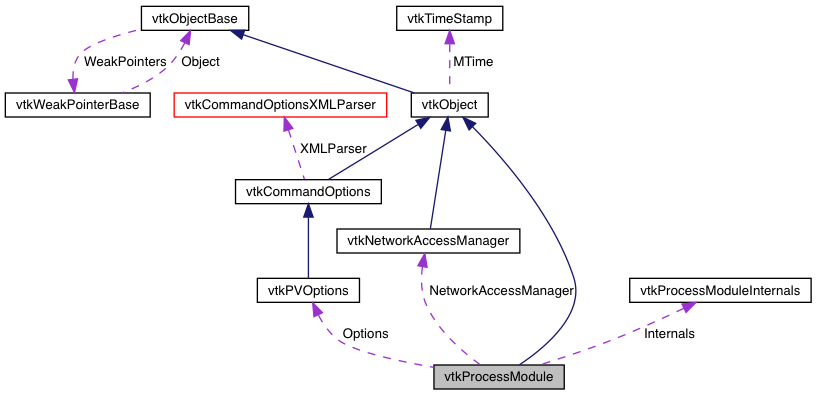 vtkObjectBase
vtkTimeStamp
WeakPointers
Object
MTime
vtkWeakPointerBase
vtkCommandOptionsXMLParser
vtkObject
XMLParser
vtkCommandOptions
vtkNetworkAccessManager
vtkPVOptions
NetworkAccessManager
vtkProcessModuleInternals
Options
Internals
vtkProcessModule